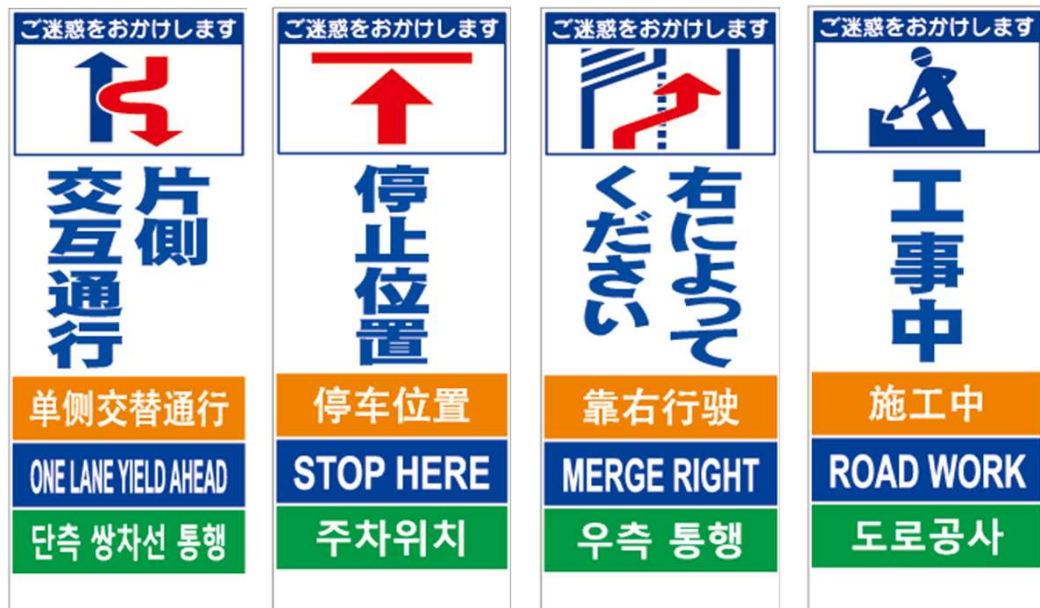 ご迷惑をおかけします
片側
交互通行
单侧交替通行
ONE LANE YIELD AHEAD
단측 쌍차선 통행
ご迷惑をおかけします
停止位置
停车位置
STOP HERE
주차위치
ご迷惑をおかけします
右によって
ください
靠右行驶
MERGE RIGHT
우측 통행
ご迷惑をおかけします
工事中
施工中
ROAD WORK
도로공사